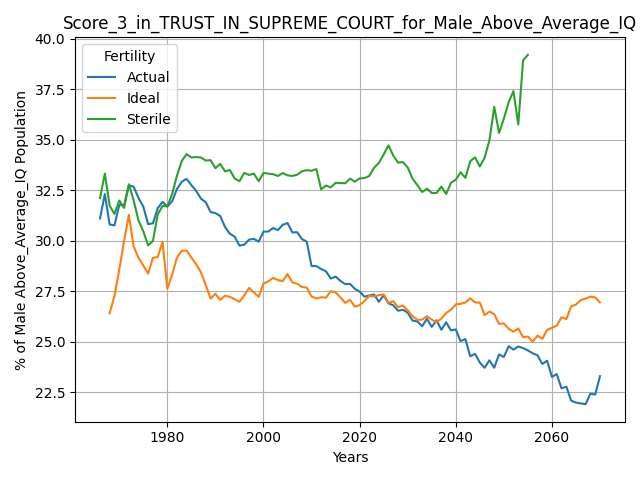 Score_3_in_TRUST_IN_SUPREME_COURT_for_Male_Above_Average_IQ
40.0
37.5
35.0
32.5
30.0
27.5
25.0
22.5
% of Male Above_Average_IQ Population
Fertility
Actual
Ideal
Sterile
1980
2000
2020
2040
2060
Years